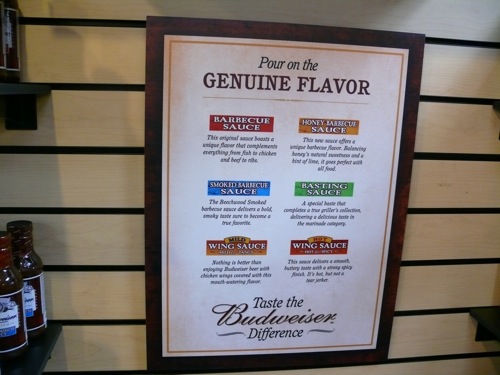 Pour on the
GENUINE FLAVOR
BARBECUE
SAUCE
This original sauce boasts a
unique flavor that complements
everything from fish to chicken
and beef to ribs.
HONEY BARBECUE
SAUCE
This new sauce offers a
unique barbecue flavor. Balancing
honey's natural sweetness and a
hint of lime, it goes perfect with
all food.
SMOKED BARBECUE
SAUCE
The Beechwood Smoked
barbecue sauce delivers a bold,
smoky taste sure to become a
true favorite.
BASTING
SAUCE
A special baste that
completes a true griller's collection,
delivering a delicious taste in
the marinade category.
MILD
WING SAUCE
Nothing is better than
enjoying Budweiser beer with
chicken wings covered with this
mouth-watering flavor.
HOT
WING SAUCE
This sauce delivers a smooth,
buttery taste with a strong spicy
finish. It's hot, but not a
tear jerker.
Taste the
Budweiser
Difference